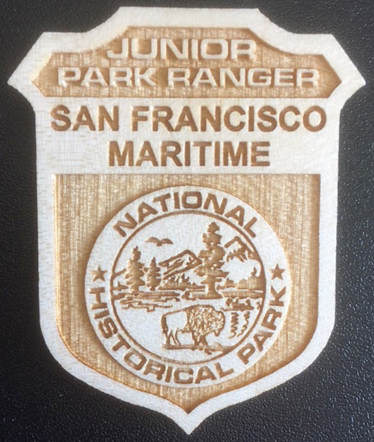 JUNIOR
PARK RANGER
SAN FRANCISCO
MARITIME
NATIONAL
HISTORICAL PARK